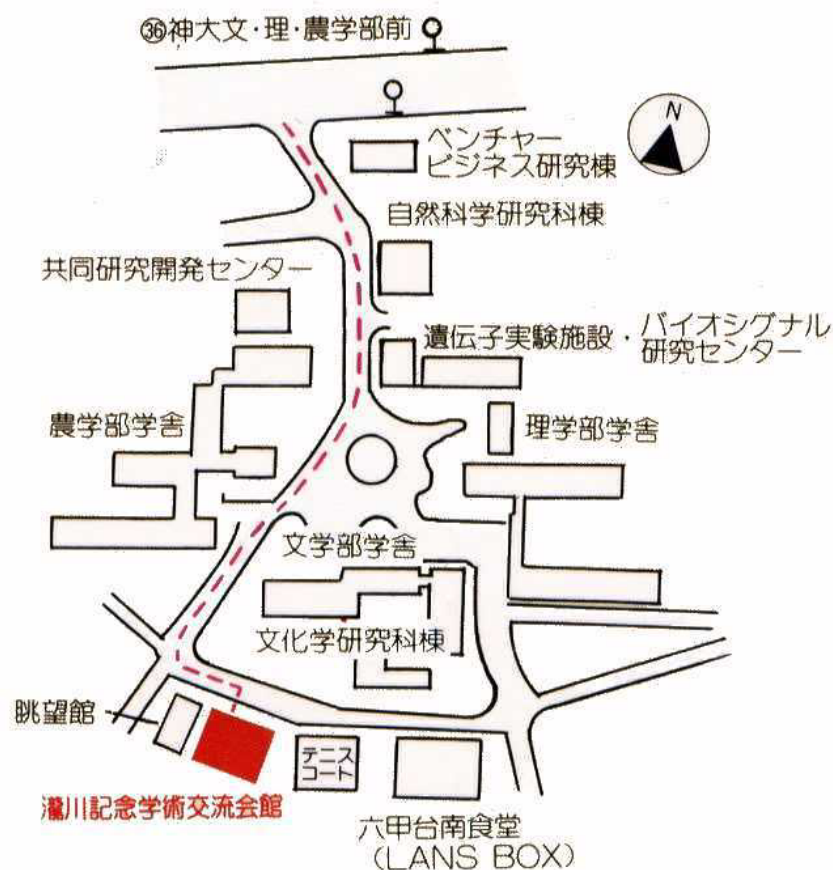 ㊱神大文・理・農学部前
N
ベンチャー
ビジネス研究棟
自然科学研究科棟
共同研究開発センター
遺伝子実験施設・バイオシグナル
研究センター
農学部学舎
理学部学舎
文学部学舎
文化学研究科棟
眺望館
テニス
コート
瀧川記念学術交流会館
六甲台南食堂
(LANS BOX)